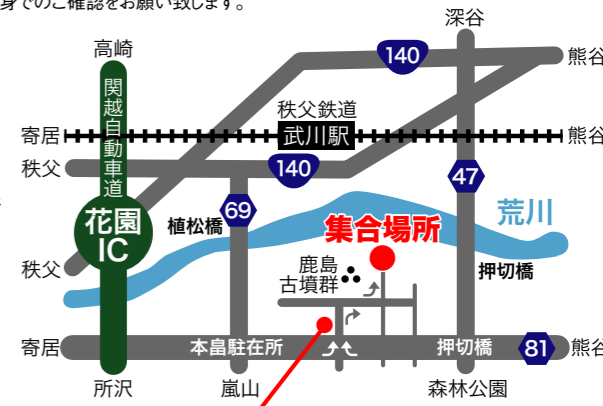 身でのご確認をお願い致します。
深谷
高崎
140
熊谷
関越自動車道
秩父鉄道
寄居
武川駅
熊谷
秩父
140
47
69
荒川
花園
IC
植松橋
集合場所
鹿島
古墳群
押切橋
秩父
寄居
本畠駐在所
押切橋
81
熊谷
所沢
嵐山
森林公園